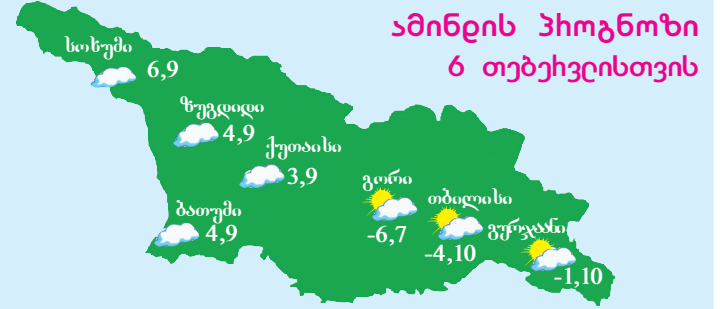 ამინდის პროგნოზი
6 თებერვლისთვის
სოხუმი
6,9
ზუგდიდი
4,9
ქუთაისი
3,9
გორი
-6,7
თბილისი
-4,10
ბათუმი
4,9
გურჯაანი
-1,10